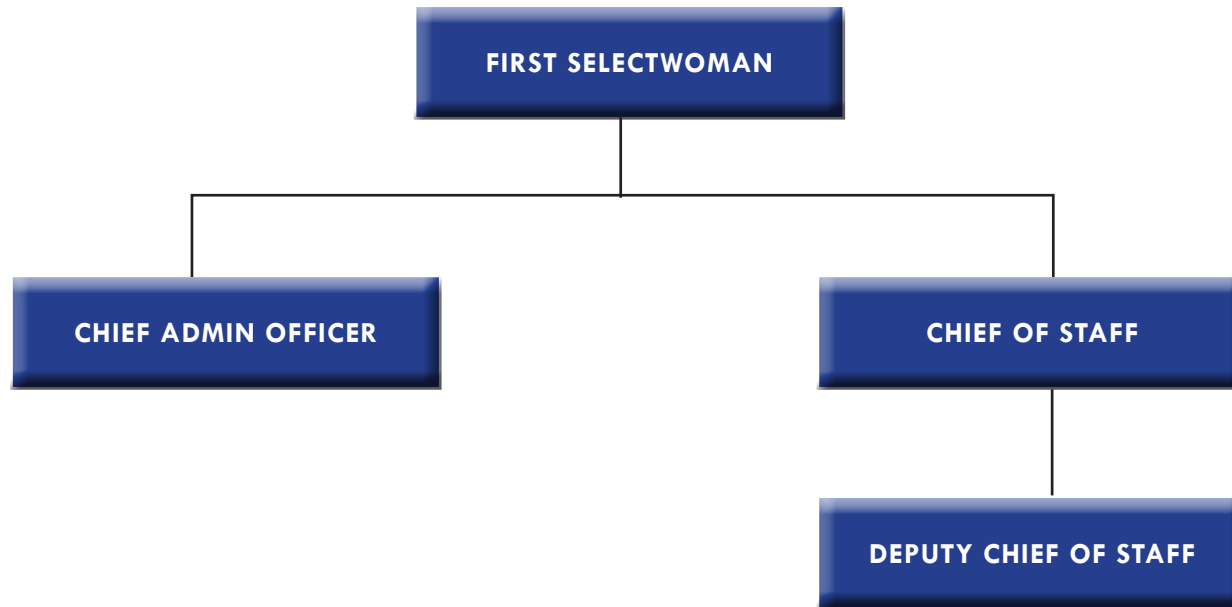 FIRST SELECTWOMAN
CHIEF ADMIN OFFICER
CHIEF OF STAFF
DEPUTY CHIEF OF STAFF